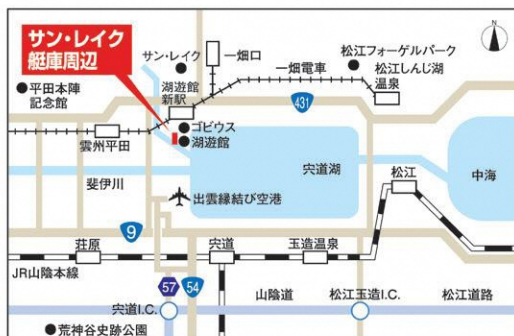 サン・レイク
艇庫周辺
サン・レイク
一畑口
一畑電車
松江フォーゲルパーク
松江しんじ湖
温泉
平田本陣
記念館
湖遊館
新駅
431
ゴビウス
湖遊館
雲州平田
宍道湖
松江
中海
斐伊川
出雲縁結び空港
9
荘原
宍道
玉造温泉
JR山陰本線
57
54
山陰道
松江玉造I.C.
松江道路
宍道I.C.
荒神谷史跡公園
N